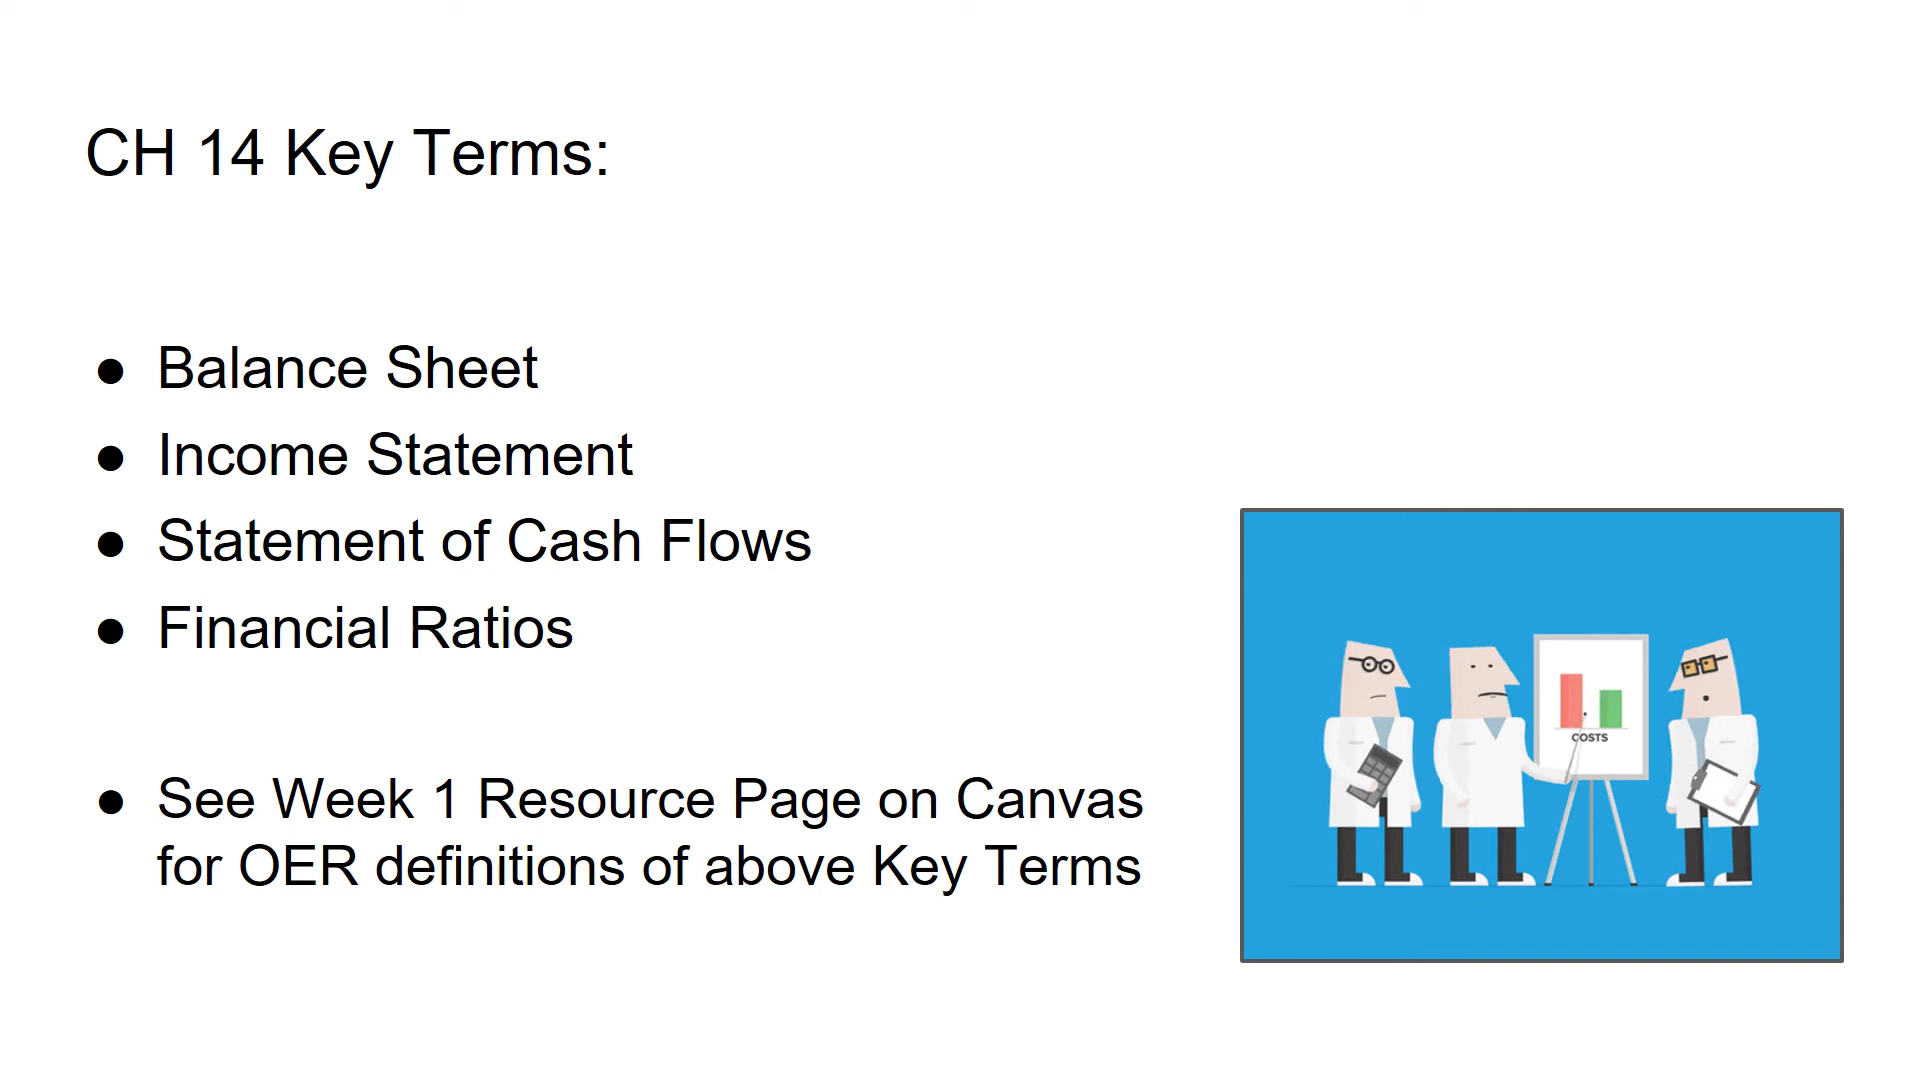 CH 14 Key Terms:
● Balance Sheet
● Income Statement
● Statement of Cash Flows
● Financial Ratios
● See Week 1 Resource Page on Canvas
for OER definitions of above Key Terms
COSTS